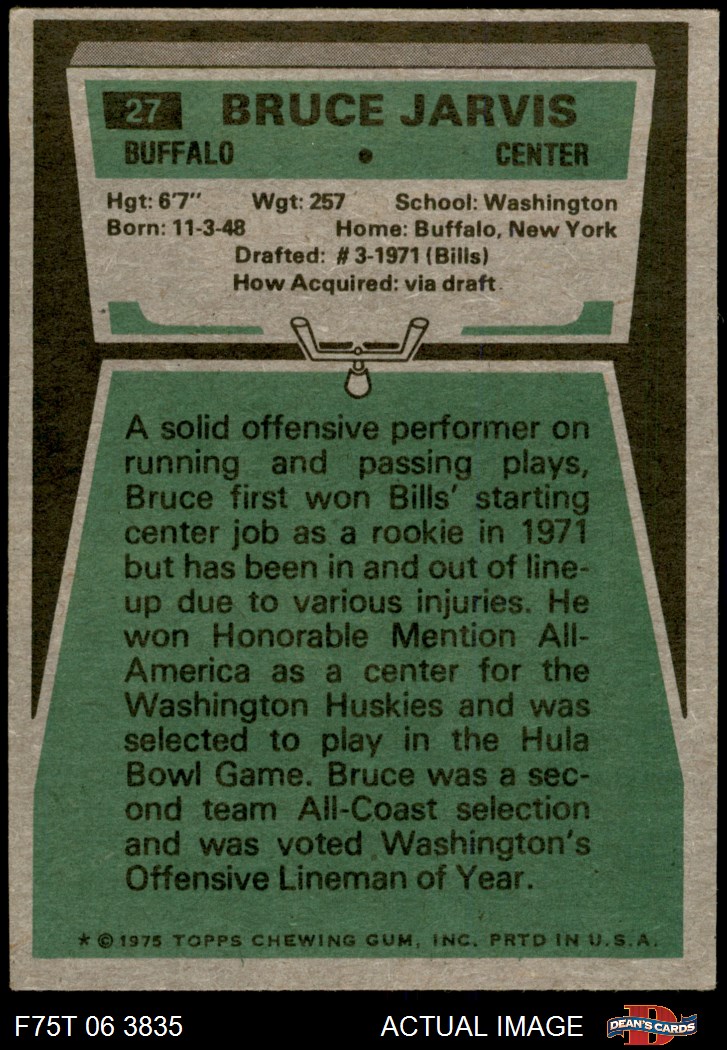 27 BRUCE JARVIS
BUFFALO • CENTER
Hgt: 6'7" Wgt: 257 School: Washington
Born: 11-3-48 Home: Buffalo, New York
Drafted: #3-1971 (Bills)
How Acquired: via draft.
A solid offensive performer on
running and passing plays,
Bruce first won Bills' starting
center job as a rookie in 1971
but has been in and out of line-
up due to various injuries. He
won Honorable Mention All-
America as a center for the
Washington Huskies and was
selected to play in the Hula
Bowl Game. Bruce was a sec-
ond team All-Coast selection
and was voted Washington's
Offensive Lineman of Year.
* © 1975 TOPPS CHEWING GUM, INC. PRTD IN U.S.A.
F75T 06 3835 ACTUAL IMAGE D DEAN'S CARDS